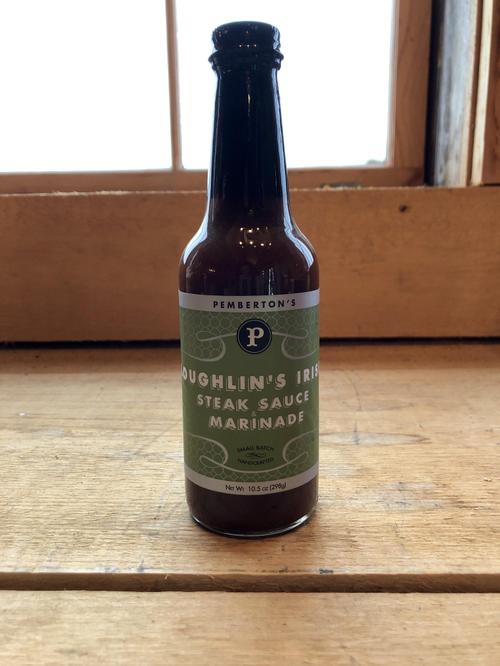 PEMBERTON'S
P
OUGHLIN'S IRIS
STEAK SAUCE
&
MARINADE
SMALL BATCH
HANDCRAFTED
Net Wt. 10.5 oz (298g)